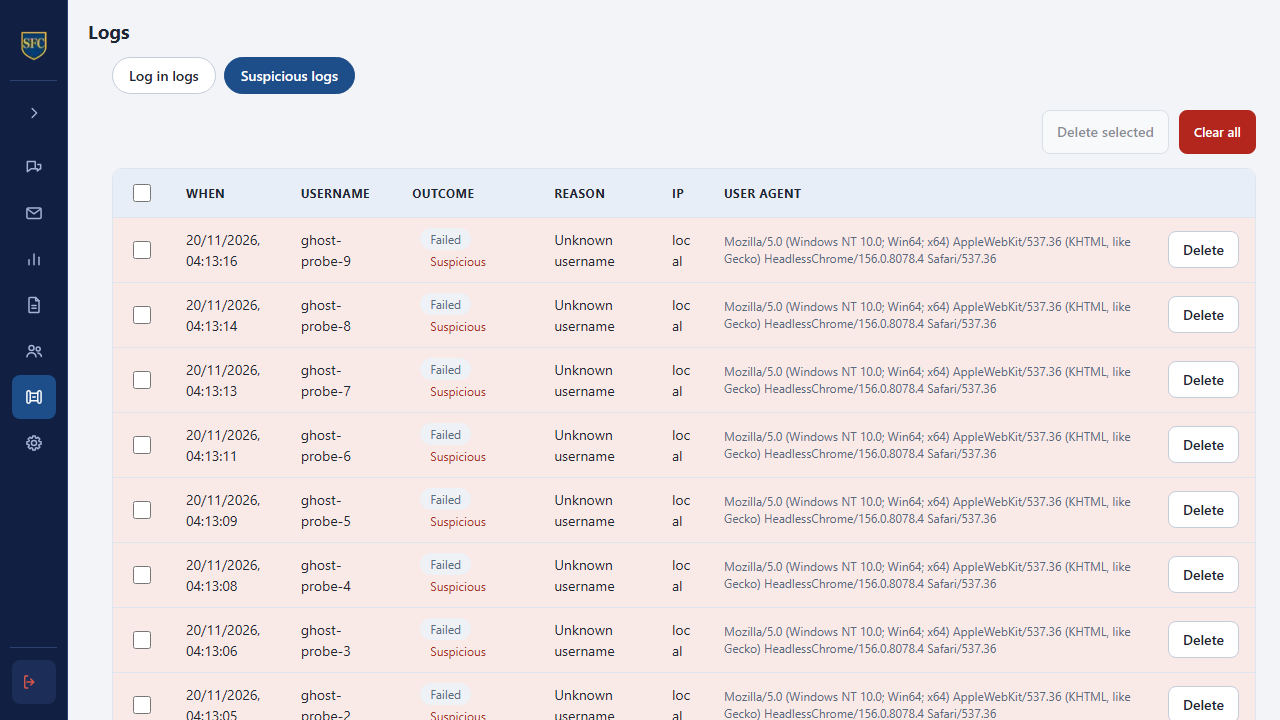 SFC
Logs
Log in logs
Suspicious logs
Delete selected
Clear all
WHEN USERNAME OUTCOME REASON IP USER AGENT
20/11/2026, 04:13:16
ghost-probe-9
Failed
Suspicious
Unknown username
loc
al
Mozilla/5.0 (Windows NT 10.0; Win64; x64) AppleWebKit/537.36 (KHTML, like
Gecko) HeadlessChrome/156.0.8078.4 Safari/537.36
Delete
20/11/2026, 04:13:14
ghost-probe-8
Failed
Suspicious
Unknown username
loc
al
Mozilla/5.0 (Windows NT 10.0; Win64; x64) AppleWebKit/537.36 (KHTML, like
Gecko) HeadlessChrome/156.0.8078.4 Safari/537.36
Delete
20/11/2026, 04:13:13
ghost-probe-7
Failed
Suspicious
Unknown username
loc
al
Mozilla/5.0 (Windows NT 10.0; Win64; x64) AppleWebKit/537.36 (KHTML, like
Gecko) HeadlessChrome/156.0.8078.4 Safari/537.36
Delete
20/11/2026, 04:13:11
ghost-probe-6
Failed
Suspicious
Unknown username
loc
al
Mozilla/5.0 (Windows NT 10.0; Win64; x64) AppleWebKit/537.36 (KHTML, like
Gecko) HeadlessChrome/156.0.8078.4 Safari/537.36
Delete
20/11/2026, 04:13:09
ghost-probe-5
Failed
Suspicious
Unknown username
loc
al
Mozilla/5.0 (Windows NT 10.0; Win64; x64) AppleWebKit/537.36 (KHTML, like
Gecko) HeadlessChrome/156.0.8078.4 Safari/537.36
Delete
20/11/2026, 04:13:08
ghost-probe-4
Failed
Suspicious
Unknown username
loc
al
Mozilla/5.0 (Windows NT 10.0; Win64; x64) AppleWebKit/537.36 (KHTML, like
Gecko) HeadlessChrome/156.0.8078.4 Safari/537.36
Delete
20/11/2026, 04:13:06
ghost-probe-3
Failed
Suspicious
Unknown username
loc
al
Mozilla/5.0 (Windows NT 10.0; Win64; x64) AppleWebKit/537.36 (KHTML, like
Gecko) HeadlessChrome/156.0.8078.4 Safari/537.36
Delete
20/11/2026, 04:13:05
ghost-probe-2
Failed
Suspicious
Unknown username
loc
al
Mozilla/5.0 (Windows NT 10.0; Win64; x64) AppleWebKit/537.36 (KHTML, like
Gecko) HeadlessChrome/156.0.8078.4 Safari/537.36
Delete